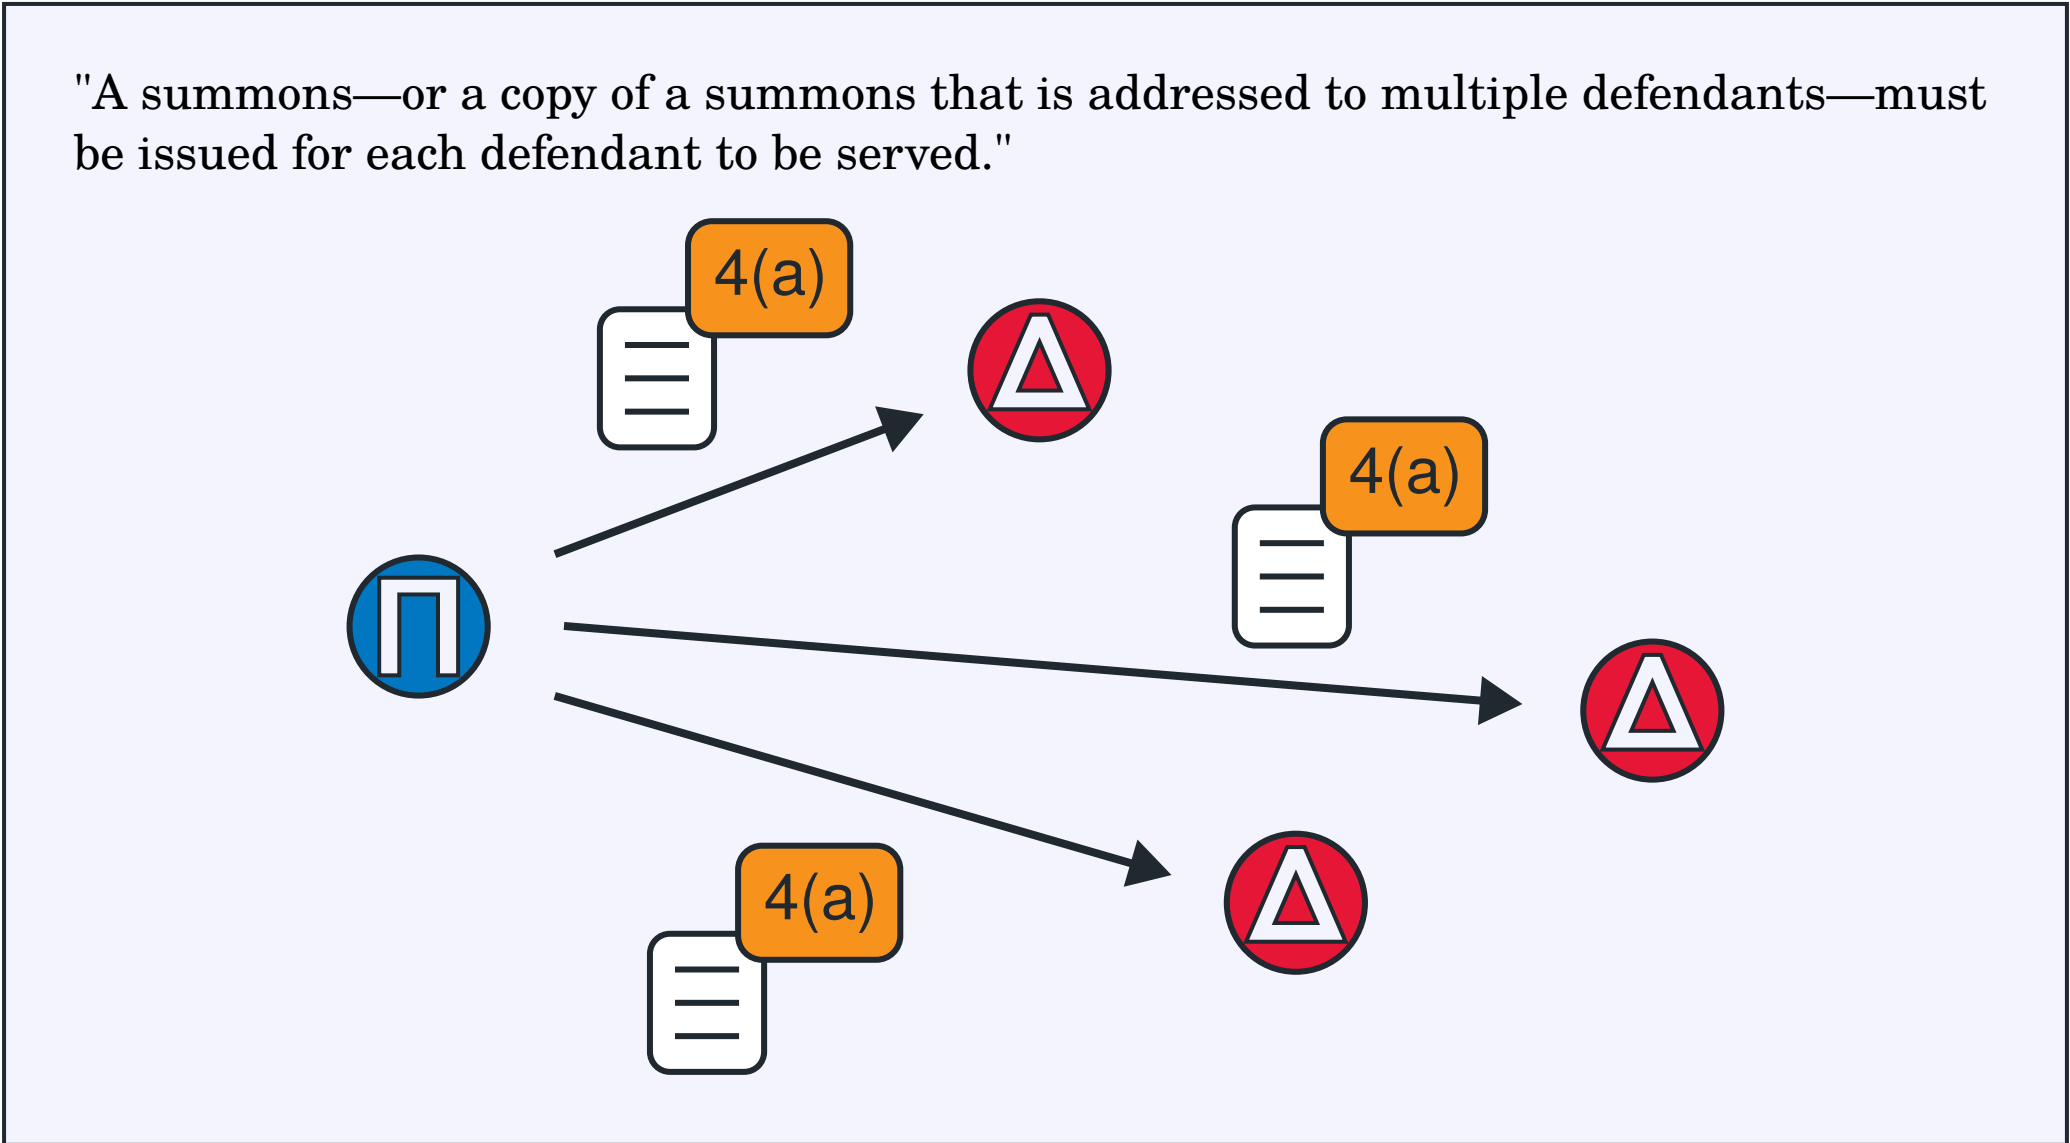 "A summons—or a copy of a summons that is addressed to multiple defendants—must
be issued for each defendant to be served."
4(a)
Δ
4(a)
Π
Δ
4(a)
Δ